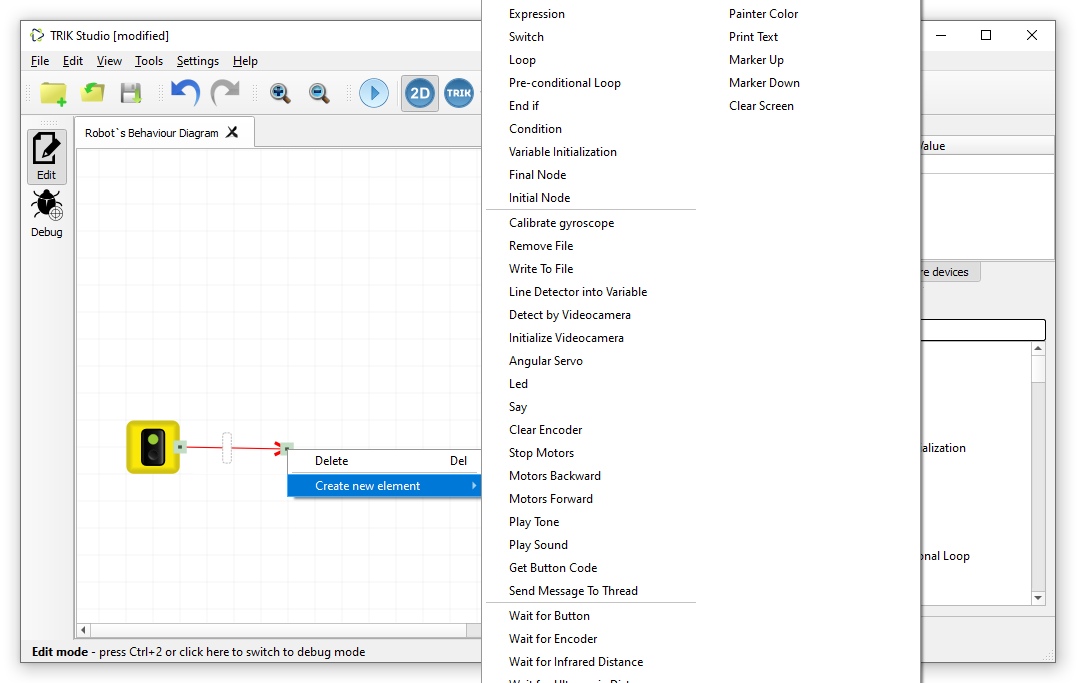 TRIK Studio [modified]
File Edit View Tools Settings Help
2D TRIK
Robot`s Behaviour Diagram
Edit
Debug
Delete Del
Create new element
Expression
Switch
Loop
Pre-conditional Loop
End if
Condition
Variable Initialization
Final Node
Initial Node
Calibrate gyroscope
Remove File
Write To File
Line Detector into Variable
Detect by Videocamera
Initialize Videocamera
Angular Servo
Led
Say
Clear Encoder
Stop Motors
Motors Backward
Motors Forward
Play Tone
Play Sound
Get Button Code
Send Message To Thread
Wait for Button
Wait for Encoder
Wait for Infrared Distance
Painter Color
Print Text
Marker Up
Marker Down
Clear Screen
alue
e devices
alization
onal Loop
Edit mode - press Ctrl+2 or click here to switch to debug mode